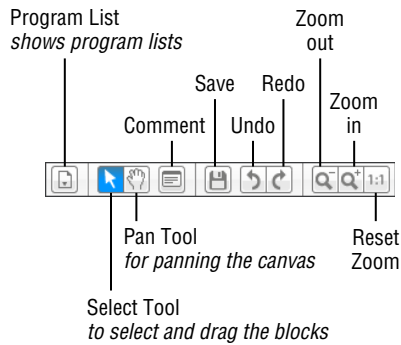 Program List
shows program lists
Zoom
out
Save
Redo
Zoom
in
Comment
Undo
1:1
Pan Tool
for panning the canvas
Reset
Zoom
Select Tool
to select and drag the blocks